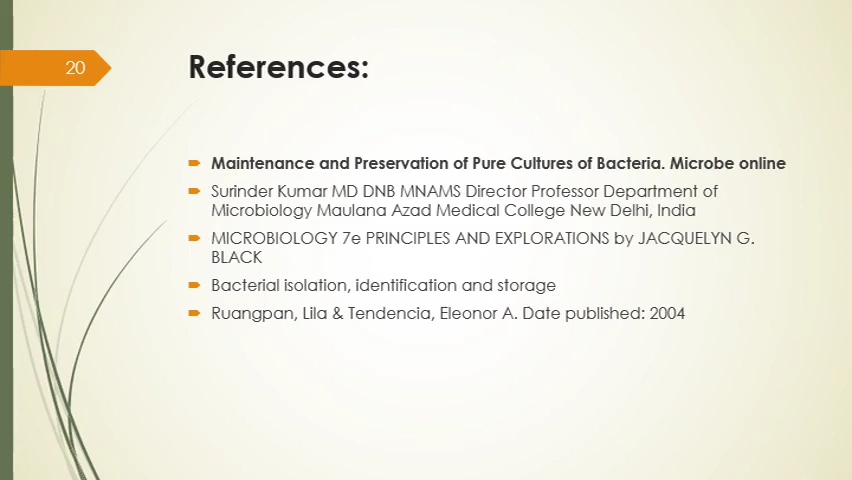 20
References:
Maintenance and Preservation of Pure Cultures of Bacteria. Microbe online
Surinder Kumar MD DNB MNAMS Director Professor Department of
Microbiology Maulana Azad Medical College New Delhi, India
MICROBIOLOGY 7e PRINCIPLES AND EXPLORATIONS by JACQUELYN G.
BLACK
Bacterial isolation, identification and storage
Ruangpan, Lila & Tendencia, Eleonor A. Date published: 2004